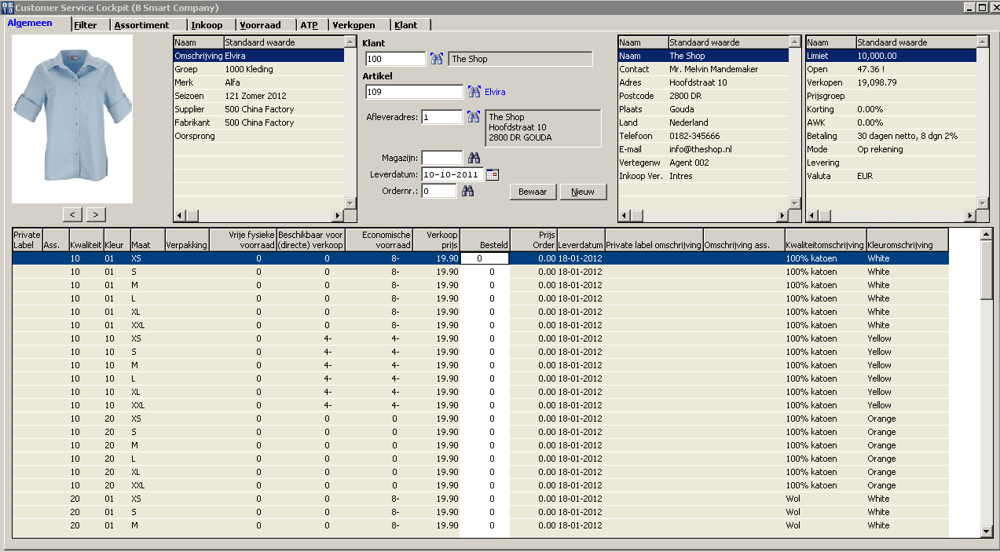 Customer Service Cockpit (B Smart Company)
Algemeen Filter Assortiment Inkoop Voorraad ATP Verkopen Klant
Naam Standaard waarde
Omschrijving Elvira
Groep 1000 Kleding
Merk Alfa
Seizoen 121 Zomer 2012
Supplier 500 China Factory
Fabrikant 500 China Factory
Oorsprong
< >
Klant
100 The Shop
Artikel
109 Elvira
Afleveradres: 1 The Shop
Hoofdstraat 10
2800 DR GOUDA
Magazijn:
Leverdatum: 10-10-2011
Ordernr.: 0
Bewaar Nieuw
Naam Standaard waarde
Naam The Shop
Contact Mr. Melvin Mandemaker
Adres Hoofdstraat 10
Postcode 2800 DR
Plaats Gouda
Land Nederland
Telefoon 0182-345666
E-mail info@theshop.nl
Vertegenw Agent 002
Inkoop Ver. Intres
Naam Standaard waarde
Limiet 10,000.00
Open 47.36 !
Verkopen 19,098.79
Prijsgroep
Korting 0.00%
AWK 0.00%
Betaling 30 dagen netto, 8 dgn 2%
Mode Op rekening
Levering
Valuta EUR
Private Label Ass. Kwaliteit Kleur Maat Verpakking Vrije fysieke voorraad Beschikbaar voor (directe) verkoop Economische voorraad Verkoop prijs Besteld Prijs Order Leverdatum Private label omschrijving Omschrijving ass. Kwaliteitomschrijving Kleuromschrijving
10 01 XS 0 0 8- 19.90 0 0.00 18-01-2012 100% katoen White
10 01 S 0 0 8- 19.90 0 0.00 18-01-2012 100% katoen White
10 01 M 0 0 8- 19.90 0 0.00 18-01-2012 100% katoen White
10 01 L 0 0 8- 19.90 0 0.00 18-01-2012 100% katoen White
10 01 XL 0 0 8- 19.90 0 0.00 18-01-2012 100% katoen White
10 01 XXL 0 0 8- 19.90 0 0.00 18-01-2012 100% katoen White
10 10 XS 0 4- 4- 19.90 0 0.00 18-01-2012 100% katoen Yellow
10 10 S 0 4- 4- 19.90 0 0.00 18-01-2012 100% katoen Yellow
10 10 M 0 4- 4- 19.90 0 0.00 18-01-2012 100% katoen Yellow
10 10 L 0 4- 4- 19.90 0 0.00 18-01-2012 100% katoen Yellow
10 10 XL 0 4- 4- 19.90 0 0.00 18-01-2012 100% katoen Yellow
10 10 XXL 0 4- 4- 19.90 0 0.00 18-01-2012 100% katoen Yellow
10 20 XS 0 0 0 19.90 0 0.00 18-01-2012 100% katoen Orange
10 20 S 0 0 0 19.90 0 0.00 18-01-2012 100% katoen Orange
10 20 M 0 0 0 19.90 0 0.00 18-01-2012 100% katoen Orange
10 20 L 0 0 0 19.90 0 0.00 18-01-2012 100% katoen Orange
10 20 XL 0 0 0 19.90 0 0.00 18-01-2012 100% katoen Orange
10 20 XXL 0 0 0 19.90 0 0.00 18-01-2012 100% katoen Orange
20 01 XS 0 0 8- 19.90 0 0.00 18-01-2012 Wol White
20 01 S 0 0 8- 19.90 0 0.00 18-01-2012 Wol White
20 01 M 0 0 8- 19.90 0 0.00 18-01-2012 Wol White